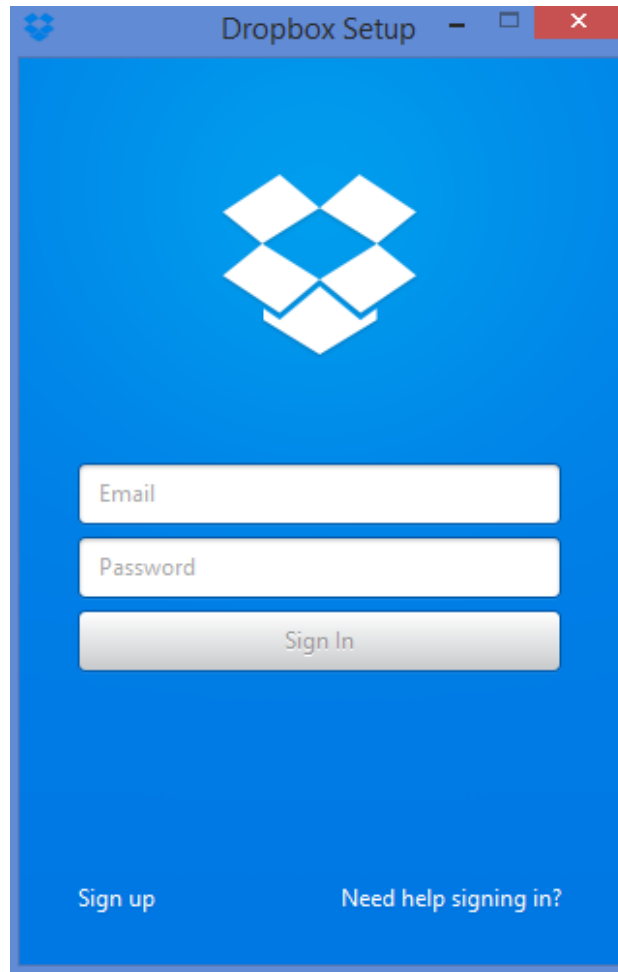 Dropbox Setup
Email
Password
Sign In
Sign up Need help signing in?